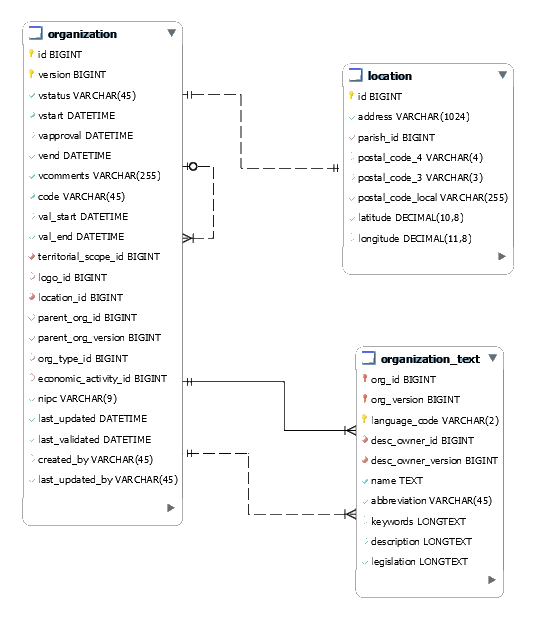 organization
id BIGINT
version BIGINT
vstatus VARCHAR(45)
vstart DATETIME
vapproval DATETIME
vend DATETIME
vcomments VARCHAR(255)
code VARCHAR(45)
val_start DATETIME
val_end DATETIME
territorial_scope_id BIGINT
logo_id BIGINT
location_id BIGINT
parent_org_id BIGINT
parent_org_version BIGINT
org_type_id BIGINT
economic_activity_id BIGINT
nipc VARCHAR(9)
last_updated DATETIME
last_validated DATETIME
created_by VARCHAR(45)
last_updated_by VARCHAR(45)
location
id BIGINT
address VARCHAR(1024)
parish_id BIGINT
postal_code_4 VARCHAR(4)
postal_code_3 VARCHAR(3)
postal_code_local VARCHAR(255)
latitude DECIMAL(10,8)
longitude DECIMAL(11,8)
organization_text
org_id BIGINT
org_version BIGINT
language_code VARCHAR(2)
desc_owner_id BIGINT
desc_owner_version BIGINT
name TEXT
abbreviation VARCHAR(45)
keywords LONGTEXT
description LONGTEXT
legislation LONGTEXT